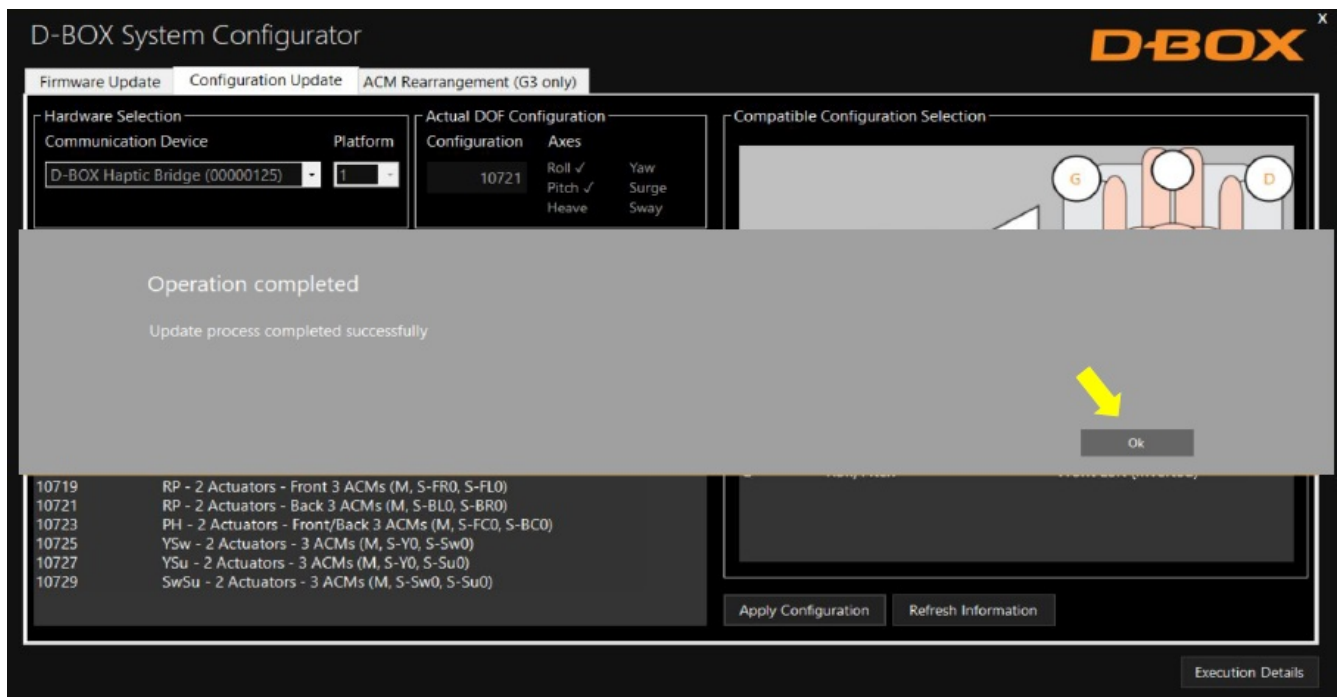 D-BOX System Configurator
x
D-BOX
Firmware Update
Configuration Update
ACM Rearrangement (G3 only)
Hardware Selection
Communication Device
Platform
D-BOX Haptic Bridge (00000125)
1
Actual DOF Configuration
Configuration
Axes
10721
Roll ✓
Yaw
Pitch ✓
Surge
Heave
Sway
Compatible Configuration Selection
G
D
Operation completed
Update process completed successfully
Ok
10719 RP - 2 Actuators - Front 3 ACMs (M, S-FR0, S-FL0)
10721 RP - 2 Actuators - Back 3 ACMs (M, S-BL0, S-BR0)
10723 PH - 2 Actuators - Front/Back 3 ACMs (M, S-FC0, S-BC0)
10725 YSw - 2 Actuators - 3 ACMs (M, S-Y0, S-Sw0)
10727 YSu - 2 Actuators - 3 ACMs (M, S-Y0, S-Su0)
10729 SwSu - 2 Actuators - 3 ACMs (M, S-Sw0, S-Su0)
Apply Configuration
Refresh Information
Execution Details